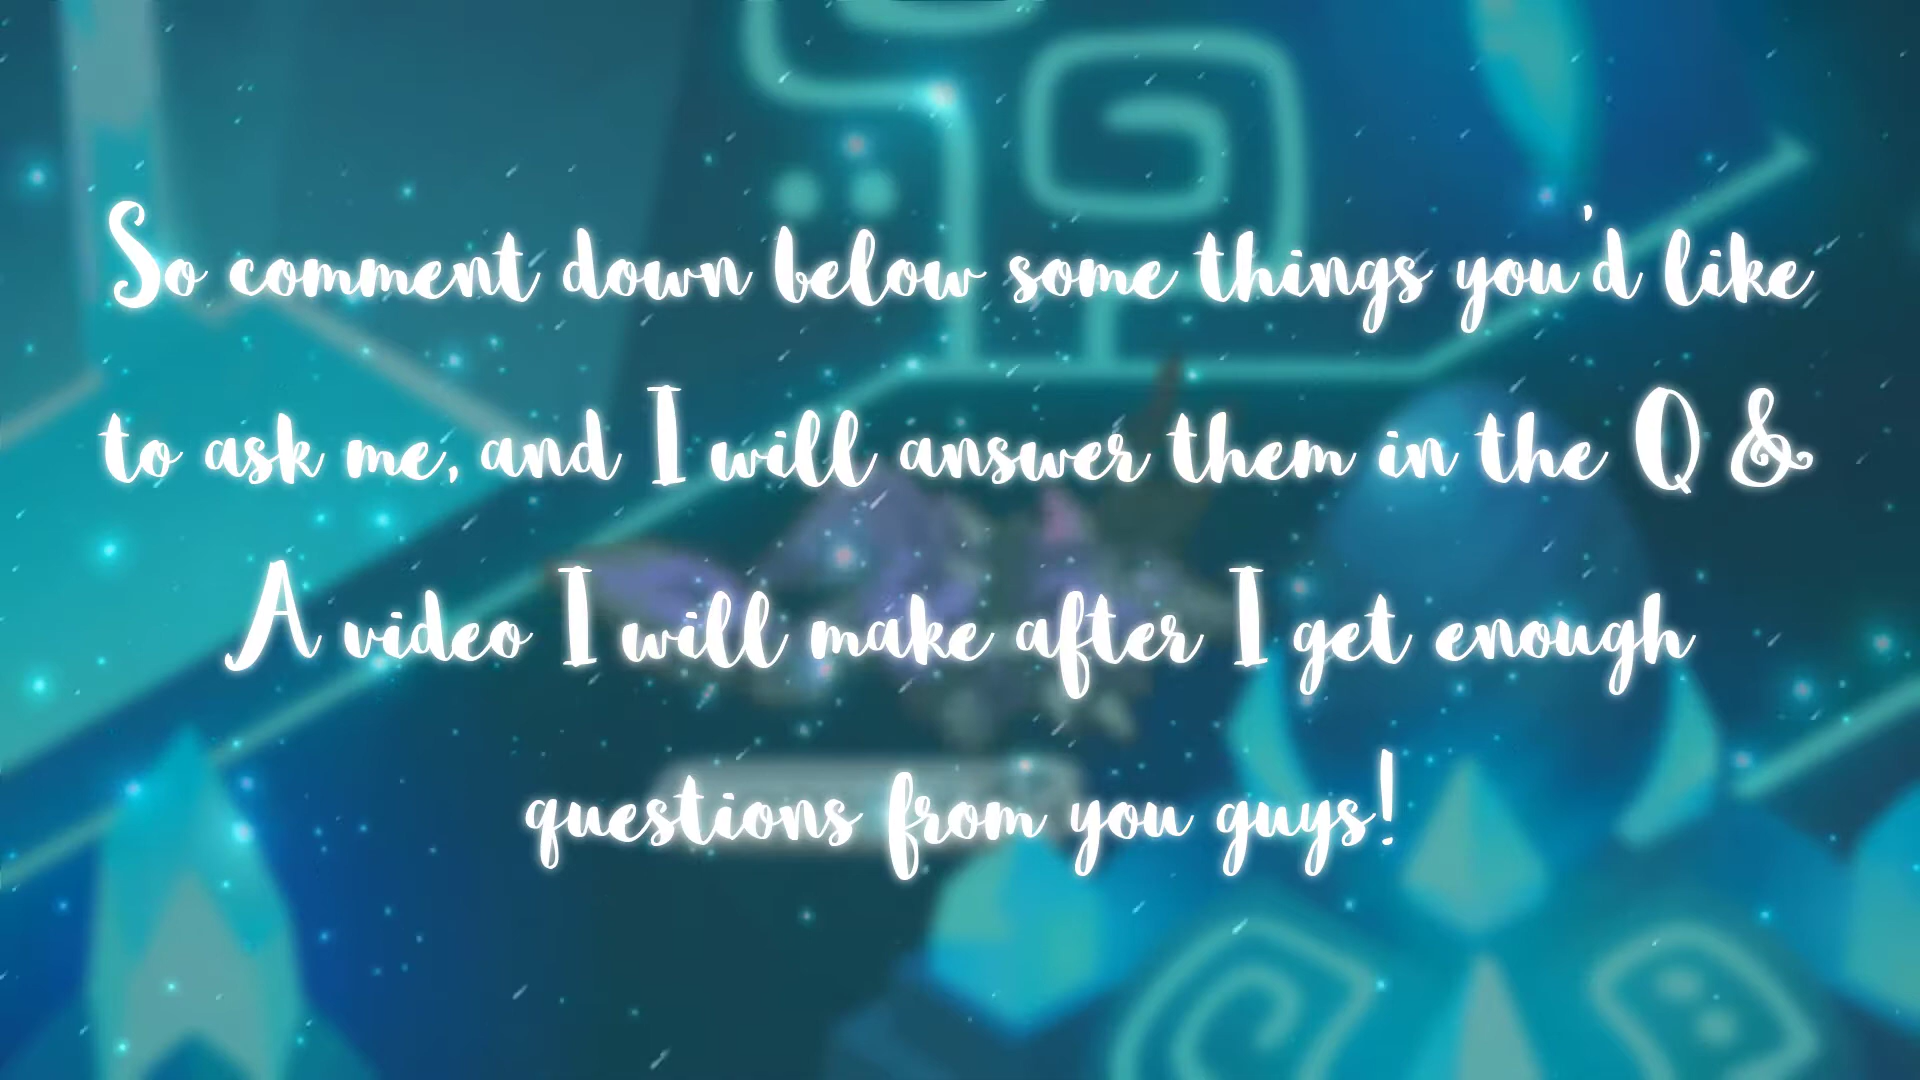 So comment down below some things you'd like
to ask me, and I will answer them in the Q &
A video I will make after I get enough
questions from you guys!